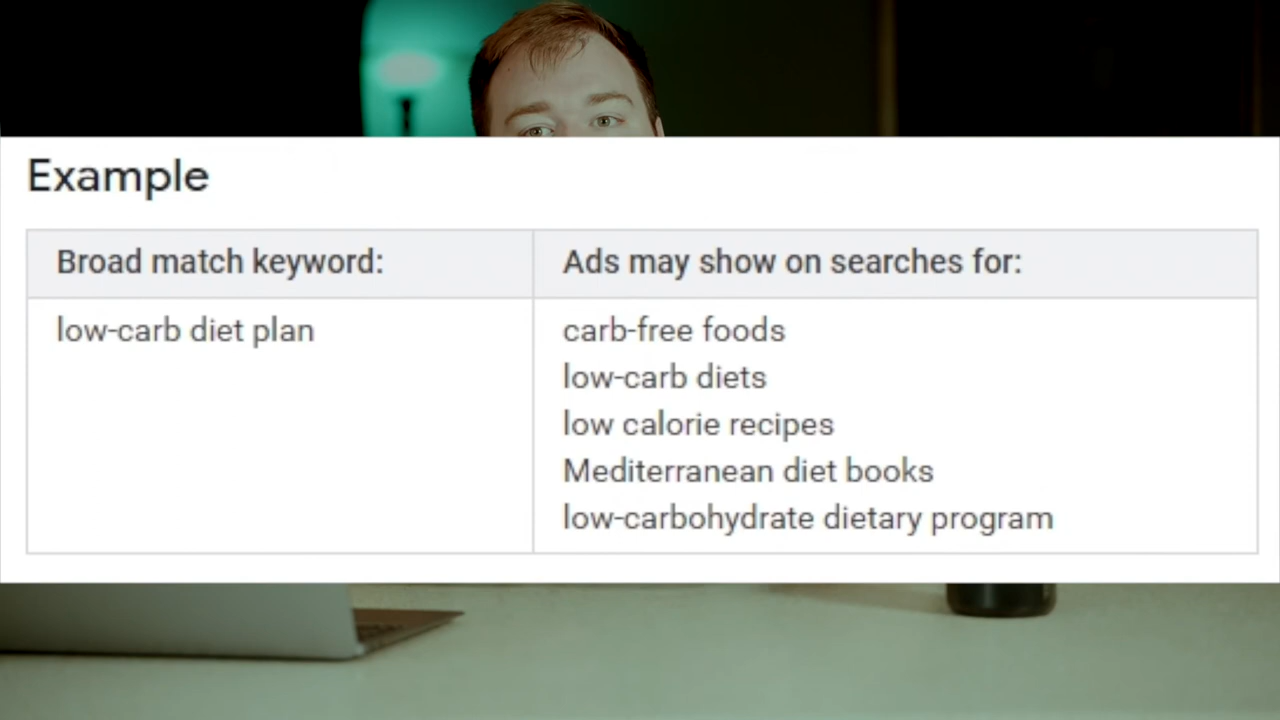 Example
Broad match keyword:
Ads may show on searches for:
low-carb diet plan
carb-free foods
low-carb diets
low calorie recipes
Mediterranean diet books
low-carbohydrate dietary program